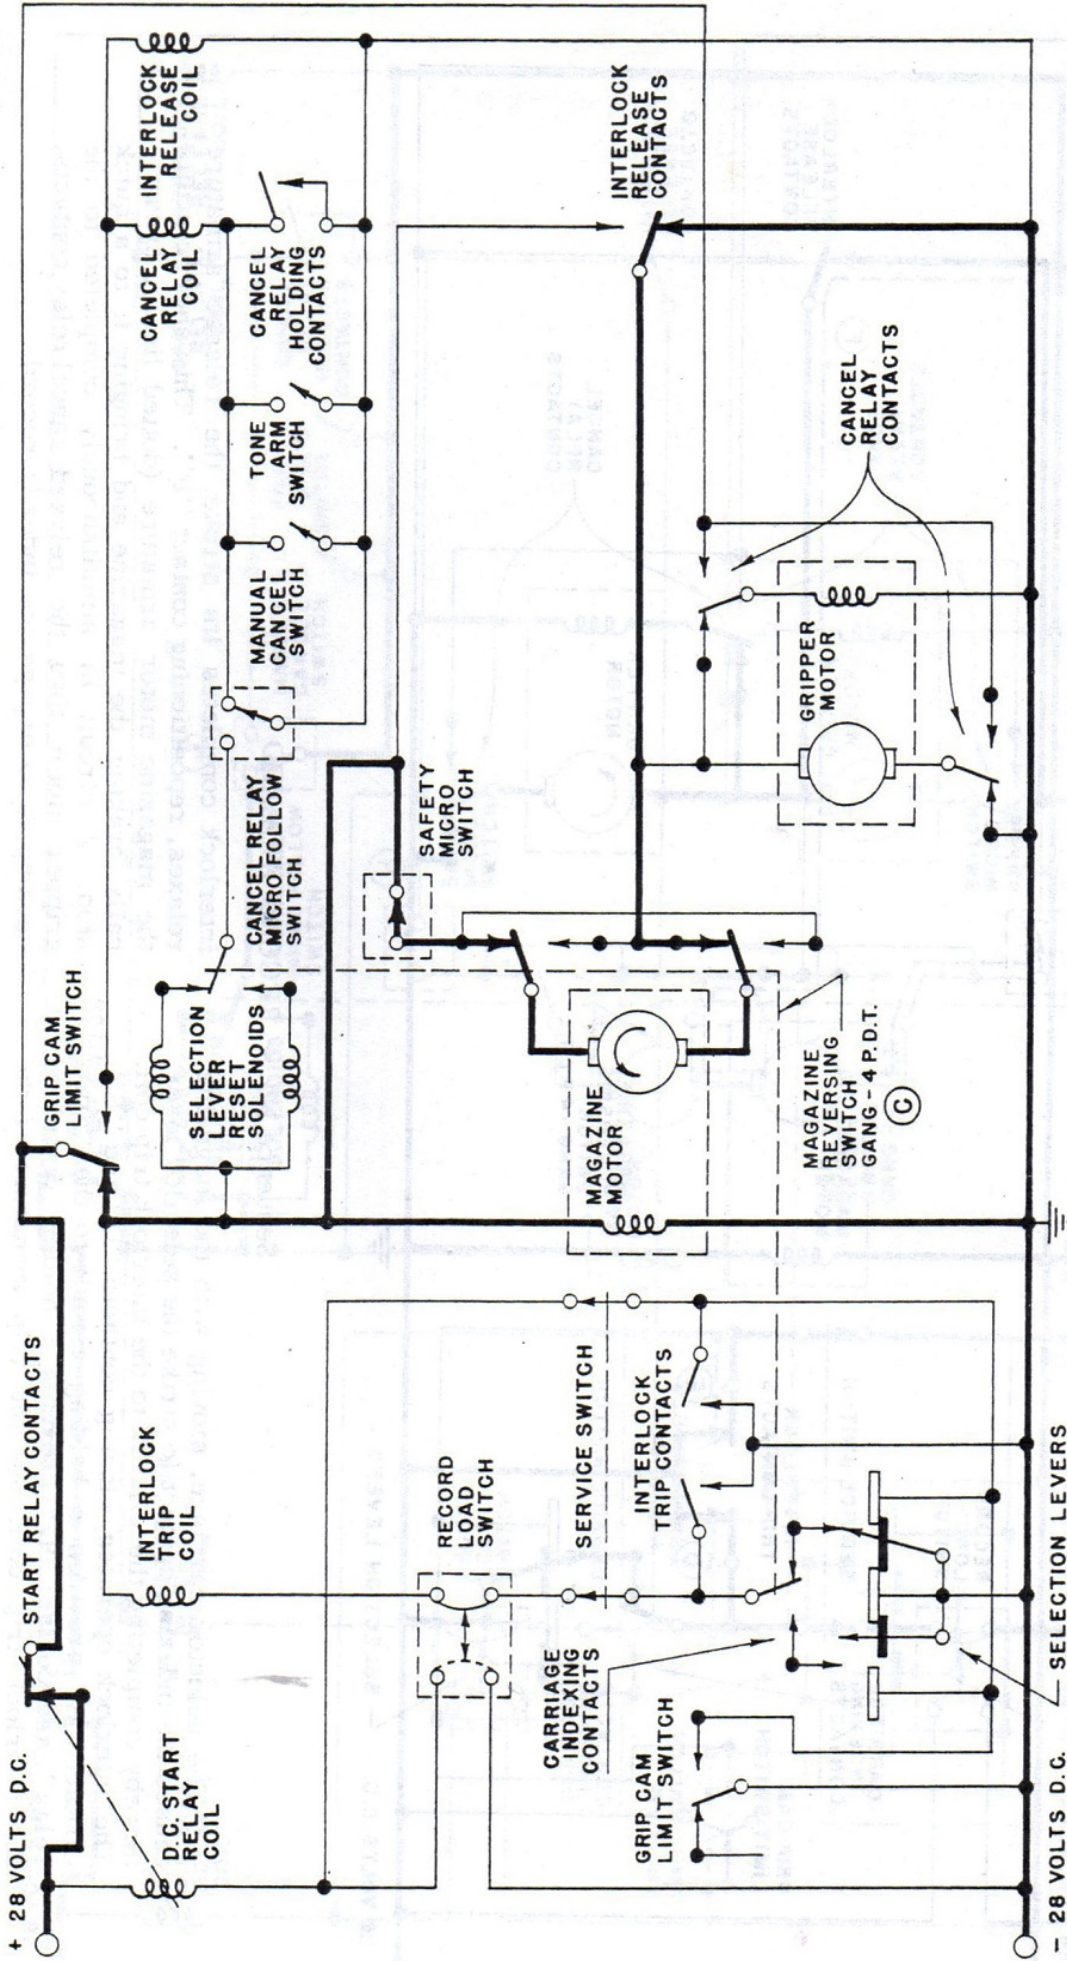 + 28 VOLTS D.C.
START RELAY CONTACTS
GRIP CAM
LIMIT SWITCH
D.C. START
RELAY
COIL
INTERLOCK
TRIP
COIL
SELECTION
LEVER
RESET
SOLENOIDS
CANCEL RELAY
MICRO FOLLOW
SWITCH
MANUAL
CANCEL
SWITCH
TONE
ARM
SWITCH
CANCEL
RELAY
HOLDING
CONTACTS
CANCEL
RELAY
COIL
INTERLOCK
RELEASE
COIL
RECORD
LOAD
SWITCH
SAFETY
MICRO
SWITCH
SERVICE SWITCH
INTERLOCK
TRIP CONTACTS
CARRIAGE
INDEXING
CONTACTS
GRIP CAM
LIMIT SWITCH
MAGAZINE
MOTOR
MAGAZINE
REVERSING
SWITCH
GANG-4 P.D.T.
C
GRIPPER
MOTOR
CANCEL
RELAY
CONTACTS
INTERLOCK
RELEASE
CONTACTS
- 28 VOLTS D.C.
SELECTION LEVERS